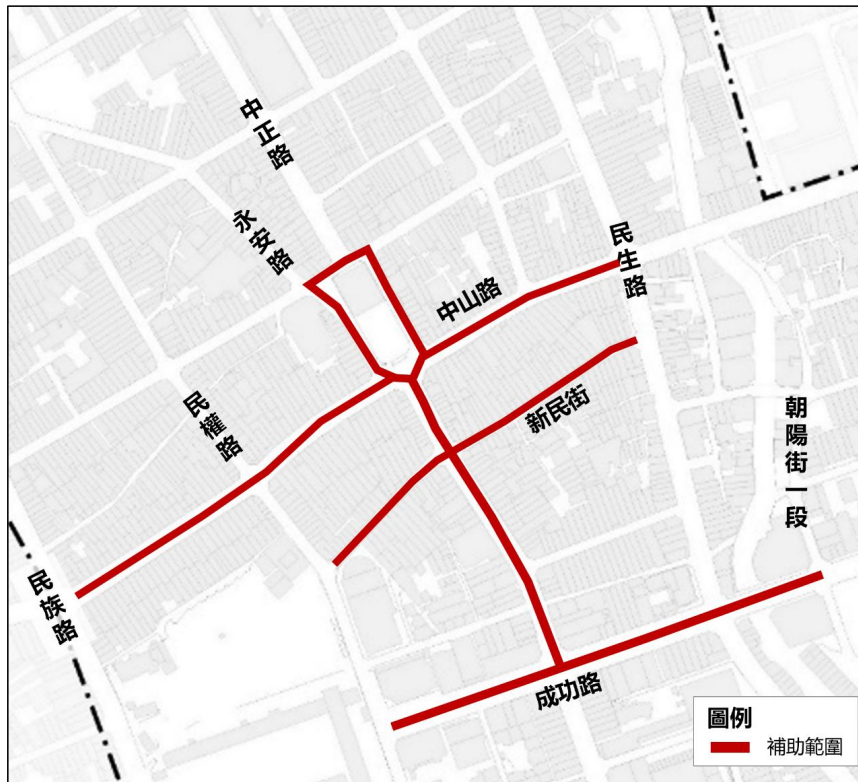 中正路
永安路
民生路
中山路
民權路
新民街
朝陽街一段
民族路
成功路
圖例
補助範圍